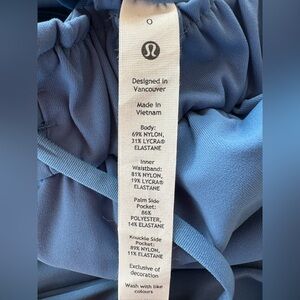 0
Designed in
Vancouver
Made in
Vietnam
Body:
69% NYLON,
31% LYCRA®
ELASTANE
Inner
Waistband:
81% NYLON,
19% LYCRA®
ELASTANE
Palm Side
Pocket:
86%
POLYESTER,
14% ELASTANE
Knuckle Side
Pocket:
89% NYLON,
11% ELASTANE
Exclusive of
decoration
Wash with like
colours